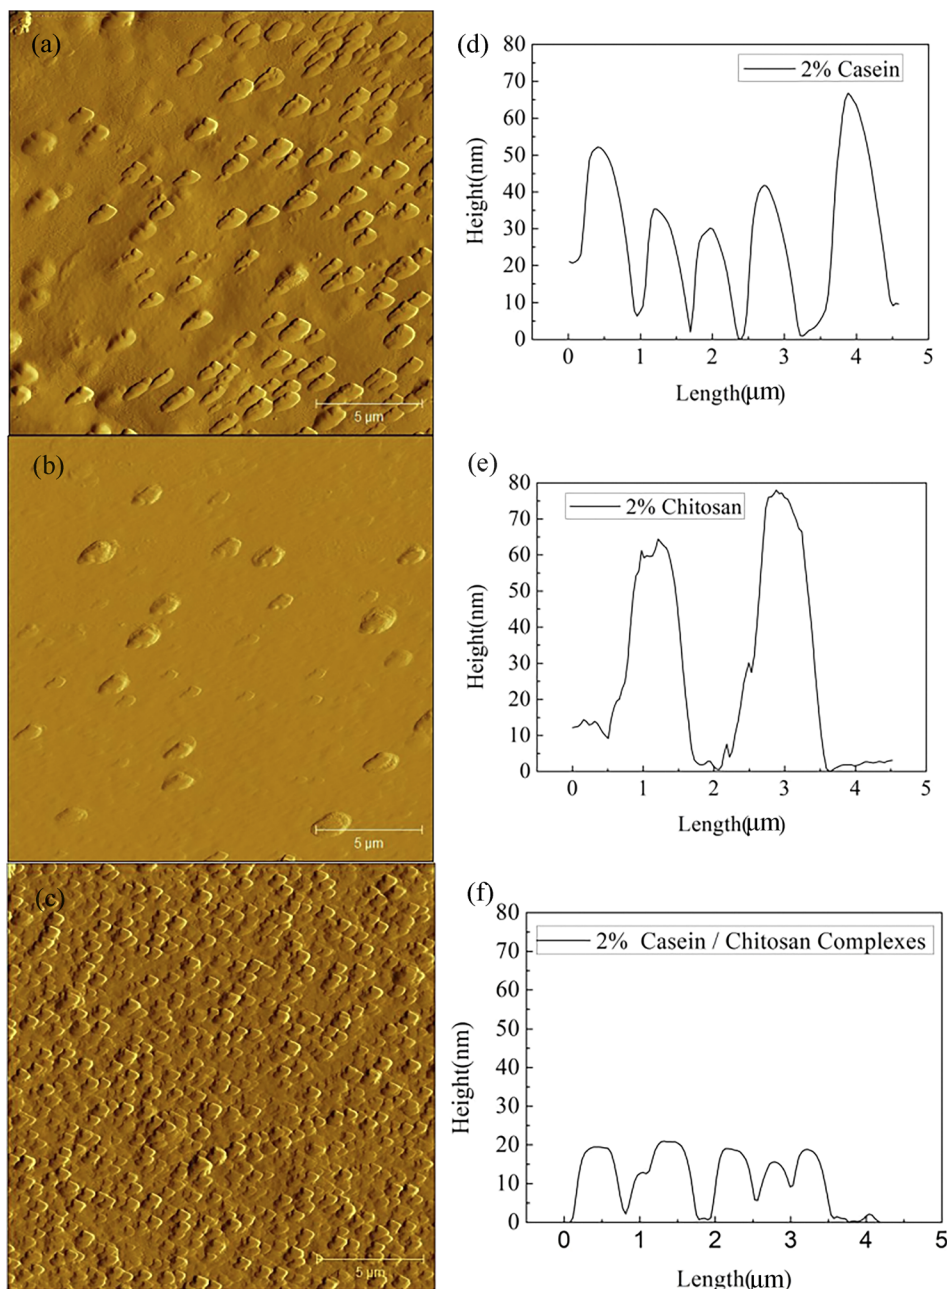 (a)
5 μm
(d)
80
70
60
50
40
30
20
10
0
Height(nm)
2% Casein
0 1 2 3 4 5
Length(μm)
(b)
5 μm
(e)
80
70
60
50
40
30
20
10
0
Height(nm)
2% Chitosan
0 1 2 3 4 5
Length(μm)
(c)
5 μm
(f)
80
70
60
50
40
30
20
10
0
Height(nm)
2% Casein / Chitosan Complexes
0 1 2 3 4 5
Length(μm)